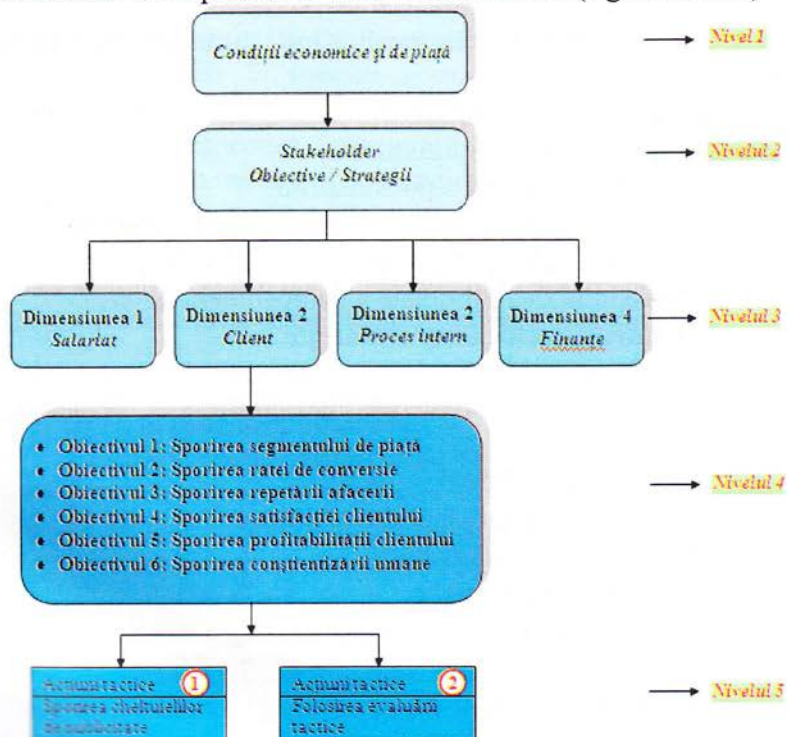 Condiții economice și de piață
Nivel 1
Stakeholder
Obiective / Strategii
Nivelul 2
Dimensiunea 1
Salariat
Dimensiunea 2
Client
Dimensiunea 2
Proces intern
Dimensiunea 4
Finanțe
Nivelul 3
• Obiectivul 1: Sporirea segmentului de piață
• Obiectivul 2: Sporirea ratei de conversie
• Obiectivul 3: Sporirea repetării afacerii
• Obiectivul 4: Sporirea satisfacției clientului
• Obiectivul 5: Sporirea profitabilității clientului
• Obiectivul 6: Sporirea conștientizării umane
Nivelul 4
Acțiuni tactice 1
Sporirea cheltuielilor
de publicitate
Acțiuni tactice 2
Folosirea evaluării
tactice
Nivelul 5